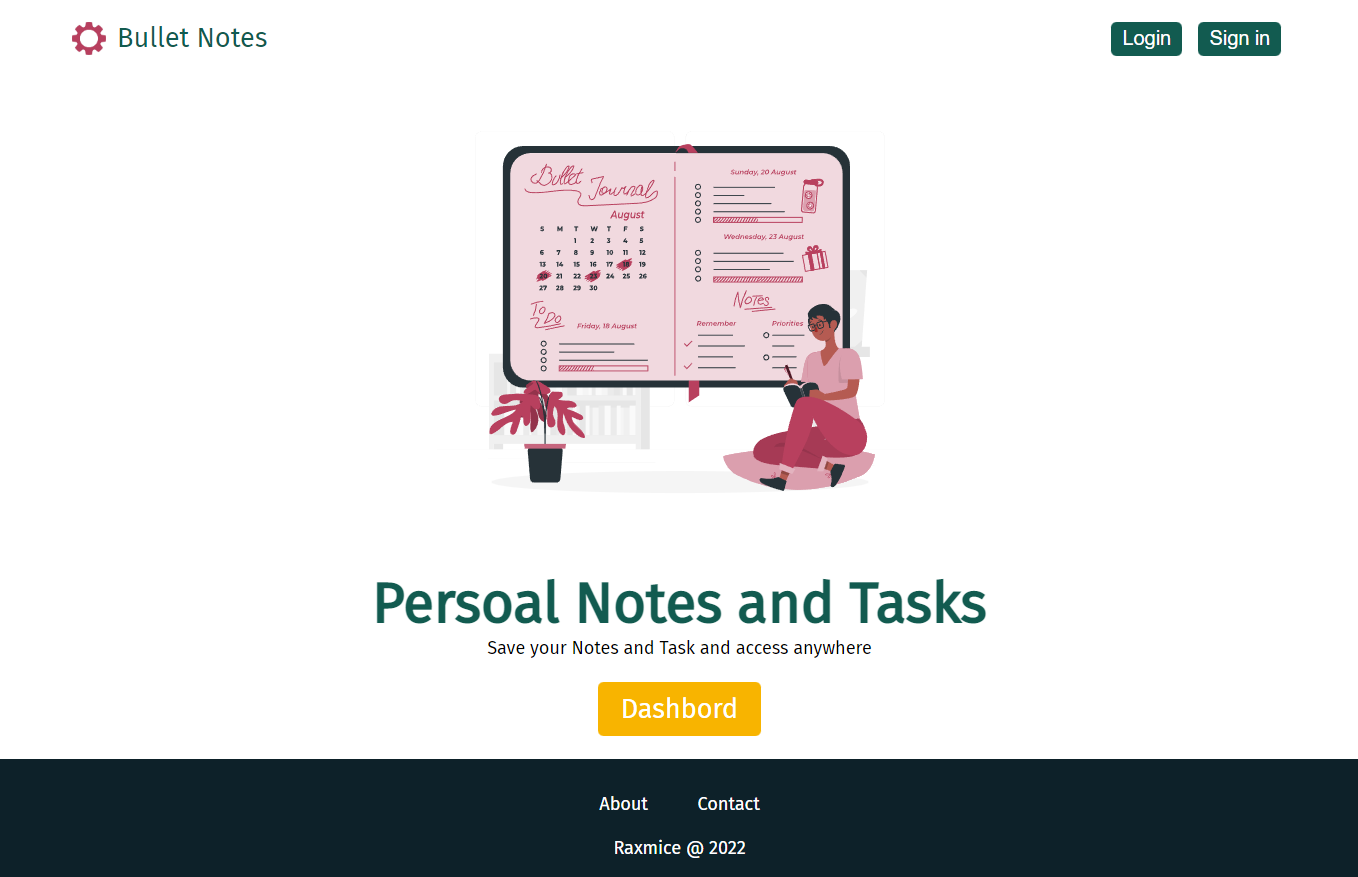 Bullet Notes
Login
Sign in
Bullet Journal
August
S M T W T F S
1 2 3 4 5
6 7 8 9 10 11 12
13 14 15 16 17 18 19
20 21 22 23 24 25 26
27 28 29 30
To Do
Friday, 18 August
Sunday, 20 August
Wednesday, 23 August
Notes
Remember
Priorities
Persoal Notes and Tasks
Save your Notes and Task and access anywhere
Dashbord
About
Contact
Raxmice @ 2022